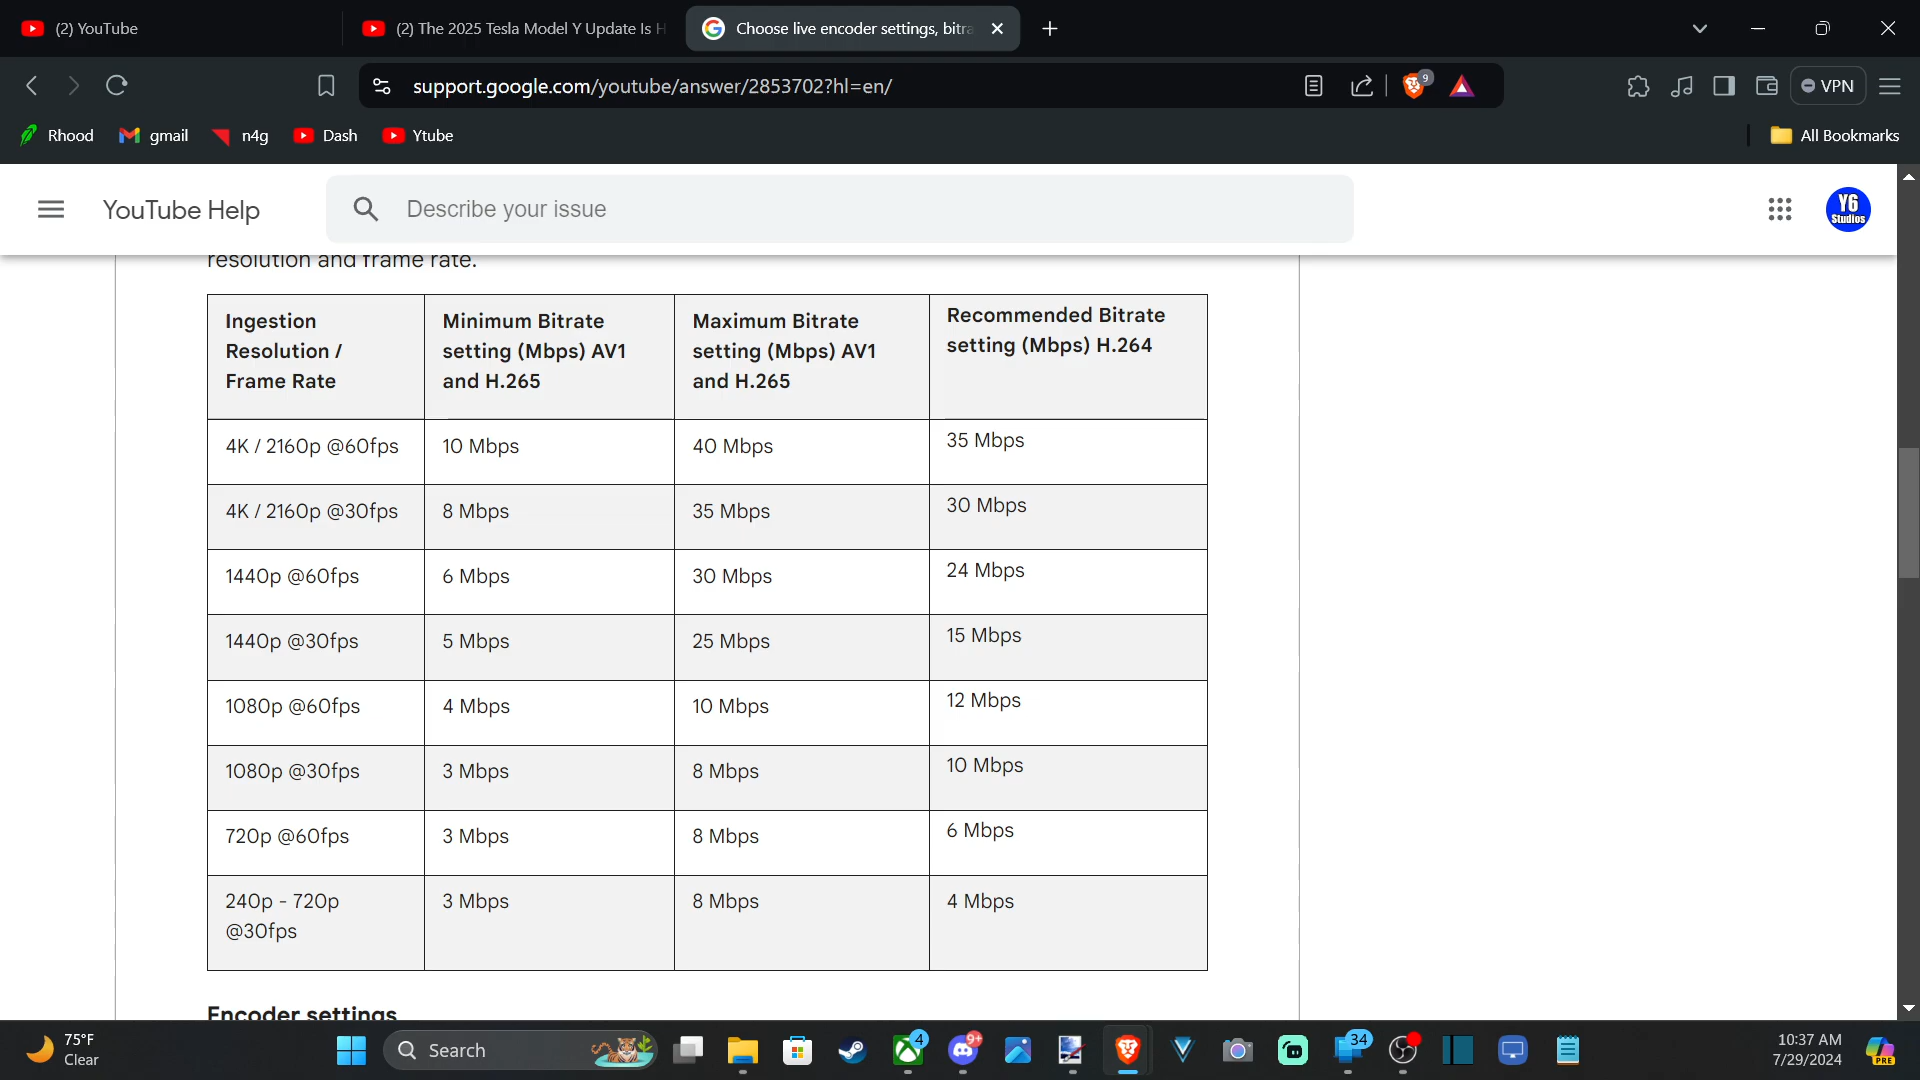 (2) YouTube
(2) The 2025 Tesla Model Y Update Is H
Choose live encoder settings, bitra
support.google.com/youtube/answer/2853702?hl=en/
9
VPN
Rhood
gmail
n4g
Dash
Ytube
All Bookmarks
YouTube Help
Describe your issue
Y6
Studios
resolution and frame rate.
Ingestion
Resolution /
Frame Rate
Minimum Bitrate
setting (Mbps) AV1
and H.265
Maximum Bitrate
setting (Mbps) AV1
and H.265
Recommended Bitrate
setting (Mbps) H.264
4K / 2160p @60fps
10 Mbps
40 Mbps
35 Mbps
4K / 2160p @30fps
8 Mbps
35 Mbps
30 Mbps
1440p @60fps
6 Mbps
30 Mbps
24 Mbps
1440p @30fps
5 Mbps
25 Mbps
15 Mbps
1080p @60fps
4 Mbps
10 Mbps
12 Mbps
1080p @30fps
3 Mbps
8 Mbps
10 Mbps
720p @60fps
3 Mbps
8 Mbps
6 Mbps
240p - 720p
@30fps
3 Mbps
8 Mbps
4 Mbps
Encoder settings
75°F
Clear
Search
4
9+
34
10:37 AM
7/29/2024
PRE